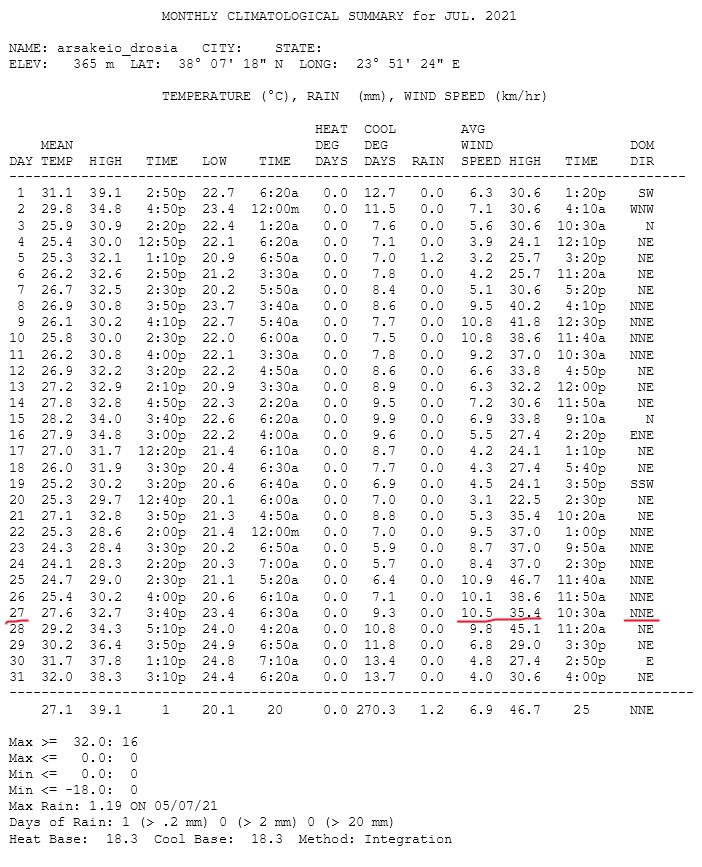 MONTHLY CLIMATOLOGICAL SUMMARY for JUL. 2021
NAME: arsakeio_drosia   CITY:    STATE:
ELEV:   365 m  LAT:  38° 07' 18" N  LONG:  23° 51' 24" E
TEMPERATURE (°C), RAIN  (mm), WIND SPEED (km/hr)
HEAT  COOL        AVG
MEAN                              DEG   DEG         WIND                 DOM
DAY TEMP  HIGH   TIME   LOW    TIME   DAYS  DAYS  RAIN  SPEED HIGH   TIME    DIR
1  31.1  39.1   2:50p  22.7   6:20a   0.0  12.7   0.0   6.3  30.6   1:20p    SW
2  29.8  34.8   4:50p  23.4  12:00m   0.0  11.5   0.0   7.1  30.6   4:10a   WNW
3  25.9  30.9   2:20p  22.4   1:20a   0.0   7.6   0.0   5.6  30.6  10:30a     N
4  25.4  30.0  12:50p  22.1   6:20a   0.0   7.1   0.0   3.9  24.1  12:10p    NE
5  25.3  32.1   1:10p  20.9   6:50a   0.0   7.0   1.2   3.2  25.7   3:20p    NE
6  26.2  32.6   2:50p  21.2   3:30a   0.0   7.8   0.0   4.2  25.7  11:20a    NE
7  26.7  32.5   2:30p  20.2   5:50a   0.0   8.4   0.0   5.1  30.6   5:20p    NE
8  26.9  30.8   3:50p  23.7   3:40a   0.0   8.6   0.0   9.5  40.2   4:10p   NNE
9  26.1  30.2   4:10p  22.7   5:40a   0.0   7.7   0.0  10.8  41.8  12:30p   NNE
10  25.8  30.0   2:30p  22.0   6:00a   0.0   7.5   0.0  10.8  38.6  11:40a   NNE
11  26.2  30.8   4:00p  22.1   3:30a   0.0   7.8   0.0   9.2  37.0  10:30a   NNE
12  26.9  32.2   3:20p  22.2   4:50a   0.0   8.6   0.0   6.6  33.8   4:50p    NE
13  27.2  32.9   2:10p  20.9   3:30a   0.0   8.9   0.0   6.3  32.2  12:00p    NE
14  27.8  32.8   4:50p  22.3   2:20a   0.0   9.5   0.0   7.2  30.6  11:50a    NE
15  28.2  34.0   3:40p  22.6   6:20a   0.0   9.9   0.0   6.9  33.8   9:10a     N
16  27.9  34.8   3:00p  22.2   4:00a   0.0   9.6   0.0   5.5  27.4   2:20p   ENE
17  27.0  31.7  12:20p  21.4   6:10a   0.0   8.7   0.0   4.2  24.1   1:10p    NE
18  26.0  31.9   3:30p  20.4   6:30a   0.0   7.7   0.0   4.3  27.4   5:40p    NE
19  25.2  30.2   3:20p  20.6   6:40a   0.0   6.9   0.0   4.5  24.1   3:50p   SSW
20  25.3  29.7  12:40p  20.1   6:00a   0.0   7.0   0.0   3.1  22.5   2:30p    NE
21  27.1  32.8   3:50p  21.3   4:50a   0.0   8.8   0.0   5.3  35.4  10:20a    NE
22  25.3  28.6   2:00p  21.4  12:00m   0.0   7.0   0.0   9.5  37.0   1:00p   NNE
23  24.3  28.4   3:30p  20.2   6:50a   0.0   5.9   0.0   8.7  37.0   9:50a   NNE
24  24.1  28.3   2:20p  20.3   7:00a   0.0   5.7   0.0   8.4  37.0   2:30p   NNE
25  24.7  29.0   2:30p  21.1   5:20a   0.0   6.4   0.0  10.9  46.7  11:40a   NNE
26  25.4  30.2   4:00p  20.6   6:10a   0.0   7.1   0.0  10.1  38.6  11:50a   NNE
27  27.6  32.7   3:40p  23.4   6:30a   0.0   9.3   0.0  10.5  35.4  10:30a   NNE
28  29.2  34.3   5:10p  24.0   4:20a   0.0  10.8   0.0   9.8  45.1  11:20a    NE
29  30.2  36.4   3:50p  24.9   6:50a   0.0  11.8   0.0   6.8  29.0   3:30p    NE
30  31.7  37.8   1:10p  24.8   7:10a   0.0  13.4   0.0   4.8  27.4   2:50p     E
31  32.0  38.3   3:10p  24.4   6:20a   0.0  13.7   0.0   4.0  30.6   4:00p    NE
27.1  39.1     1    20.1    20     0.0 270.3   1.2   6.9  46.7    25     NNE
Max >=  32.0: 16
Max <=   0.0:  0
Min <=   0.0:  0
Min <= -18.0:  0
Max Rain: 1.19 ON 05/07/21
Days of Rain: 1 (> .2 mm) 0 (> 2 mm) 0 (> 20 mm)
Heat Base:  18.3  Cool Base:  18.3  Method: Integration